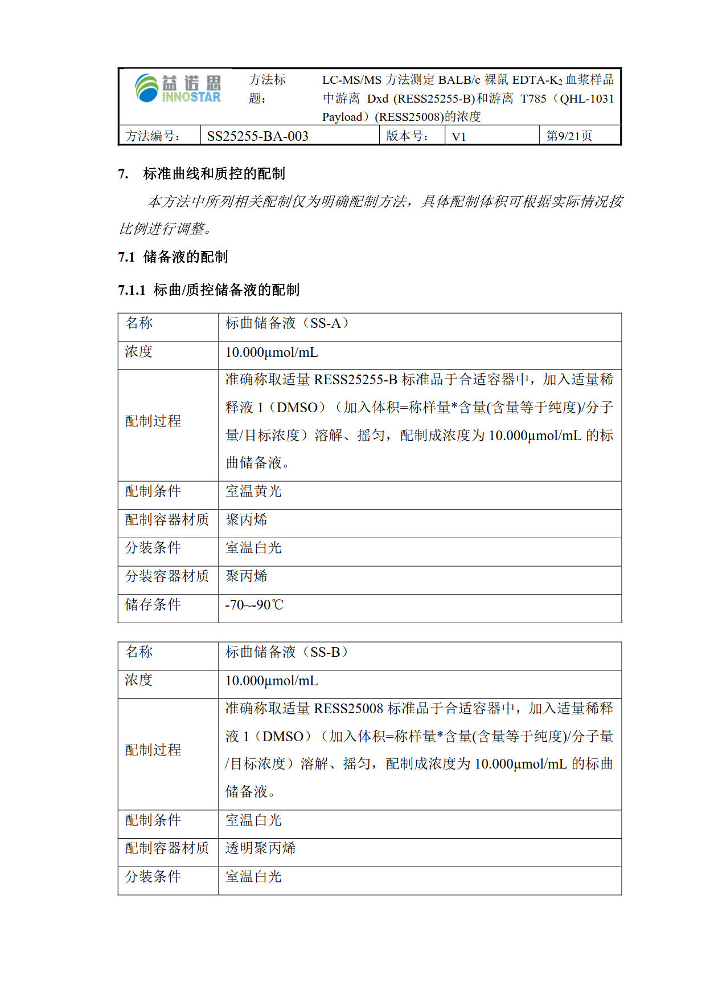 益诺思
INNOSTAR
方法标
题：
LC-MS/MS 方法测定 BALB/c 裸鼠 EDTA-K2 血浆样品
中游离 Dxd (RESS25255-B)和游离 T785（QHL-1031
Payload）(RESS25008)的浓度
方法编号： SS25255-BA-003 版本号： V1 第9/21页
7. 标准曲线和质控的配制
本方法中所列相关配制仅为明确配制方法，具体配制体积可根据实际情况按
比例进行调整。
7.1 储备液的配制
7.1.1 标曲/质控储备液的配制
名称 标曲储备液（SS-A）
浓度 10.000μmol/mL
配制过程
准确称取适量 RESS25255-B 标准品于合适容器中，加入适量稀
释液 1（DMSO）（加入体积=称样量*含量(含量等于纯度)/分子
量/目标浓度）溶解、摇匀，配制成浓度为 10.000μmol/mL 的标
曲储备液。
配制条件 室温黄光
配制容器材质 聚丙烯
分装条件 室温白光
分装容器材质 聚丙烯
储存条件 -70~-90℃
名称 标曲储备液（SS-B）
浓度 10.000μmol/mL
配制过程
准确称取适量 RESS25008 标准品于合适容器中，加入适量稀释
液 1（DMSO）（加入体积=称样量*含量(含量等于纯度)/分子量
/目标浓度）溶解、摇匀，配制成浓度为 10.000μmol/mL 的标曲
储备液。
配制条件 室温白光
配制容器材质 透明聚丙烯
分装条件 室温白光